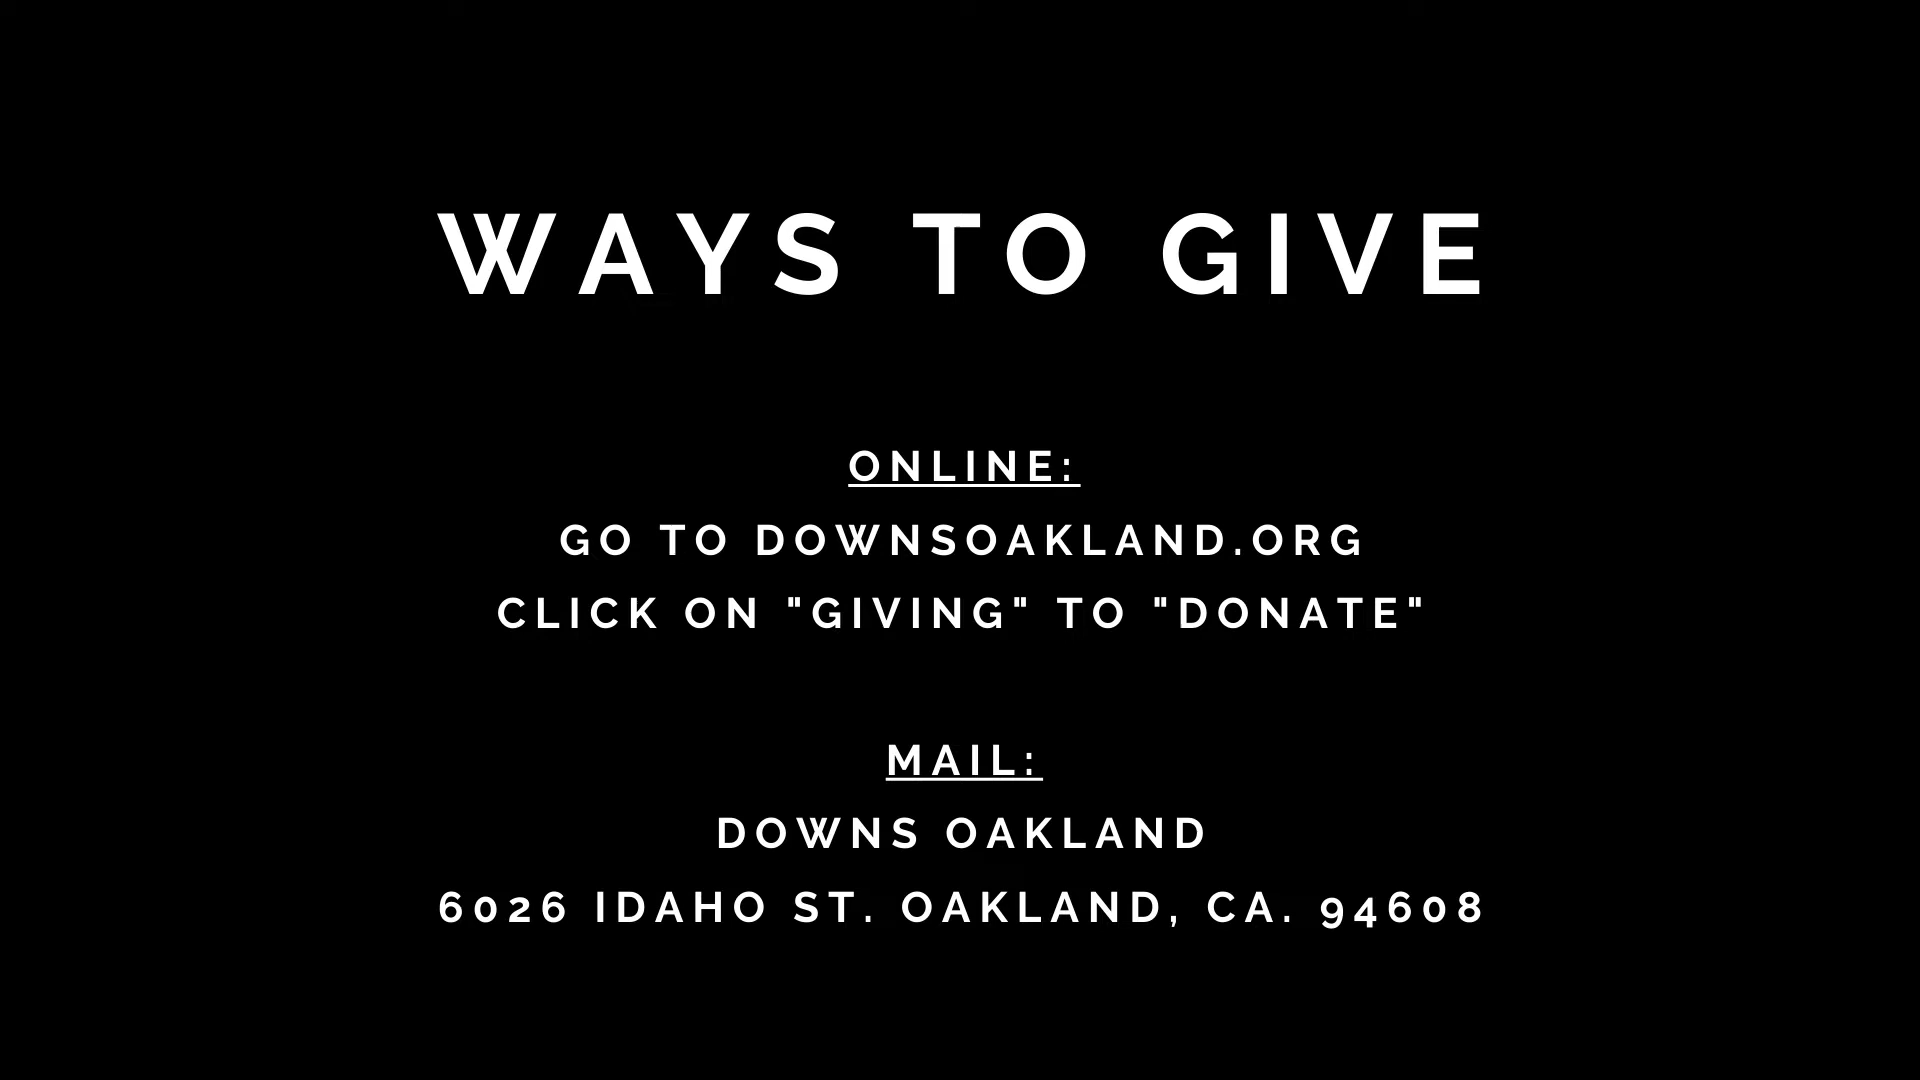 WAYS TO GIVE
ONLINE:
GO TO DOWNSOAKLAND.ORG
CLICK ON "GIVING" TO "DONATE"
MAIL:
DOWNS OAKLAND
6026 IDAHO ST. OAKLAND, CA. 94608